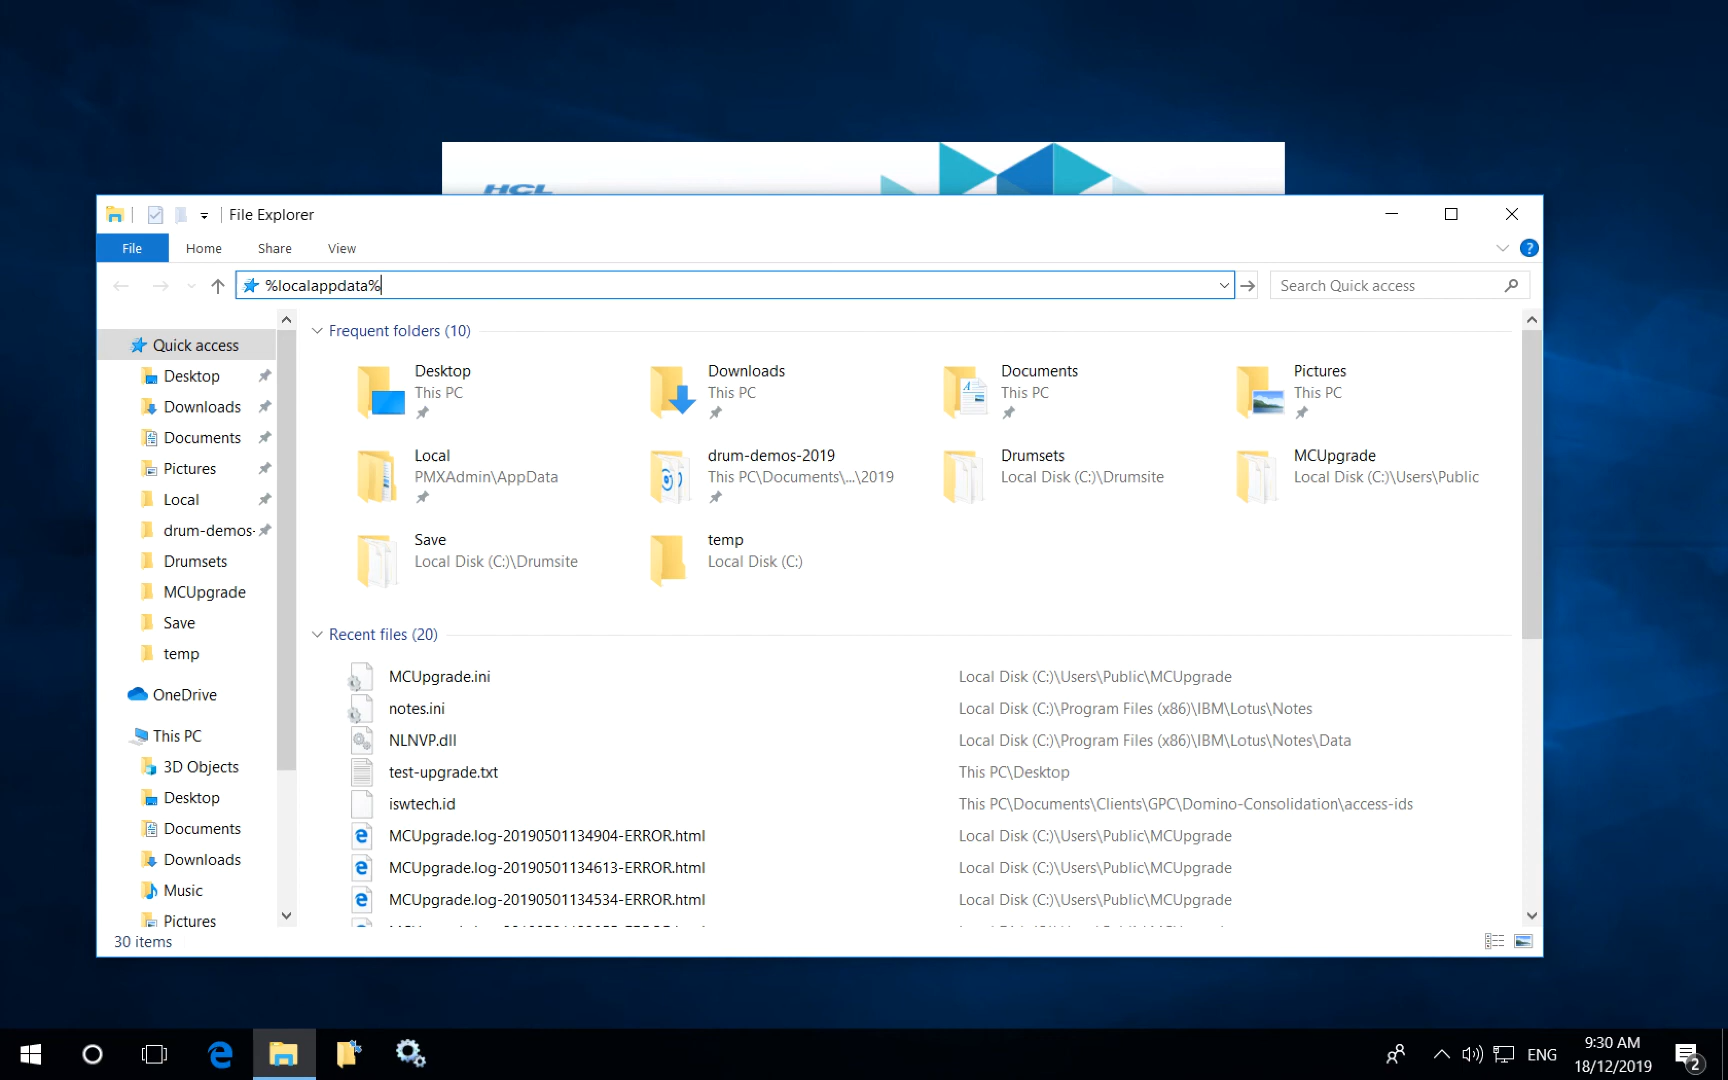 HCL
File Explorer
File Home Share View
%localappdata%
Search Quick access
Quick access
Desktop
Downloads
Documents
Pictures
Local
drum-demos-
Drumsets
MCUpgrade
Save
temp
OneDrive
This PC
3D Objects
Desktop
Documents
Downloads
Music
Pictures
Frequent folders (10)
Desktop
This PC
Downloads
This PC
Documents
This PC
Pictures
This PC
Local
PMXAdmin\AppData
drum-demos-2019
This PC\Documents\...\2019
Drumsets
Local Disk (C:)\Drumsite
MCUpgrade
Local Disk (C:)\Users\Public
Save
Local Disk (C:)\Drumsite
temp
Local Disk (C:)
Recent files (20)
MCUpgrade.ini Local Disk (C:)\Users\Public\MCUpgrade
notes.ini Local Disk (C:)\Program Files (x86)\IBM\Lotus\Notes
NLNVP.dll Local Disk (C:)\Program Files (x86)\IBM\Lotus\Notes\Data
test-upgrade.txt This PC\Desktop
iswtech.id This PC\Documents\Clients\GPC\Domino-Consolidation\access-ids
MCUpgrade.log-20190501134904-ERROR.html Local Disk (C:)\Users\Public\MCUpgrade
MCUpgrade.log-20190501134613-ERROR.html Local Disk (C:)\Users\Public\MCUpgrade
MCUpgrade.log-20190501134534-ERROR.html Local Disk (C:)\Users\Public\MCUpgrade
30 items
ENG
9:30 AM
18/12/2019
2